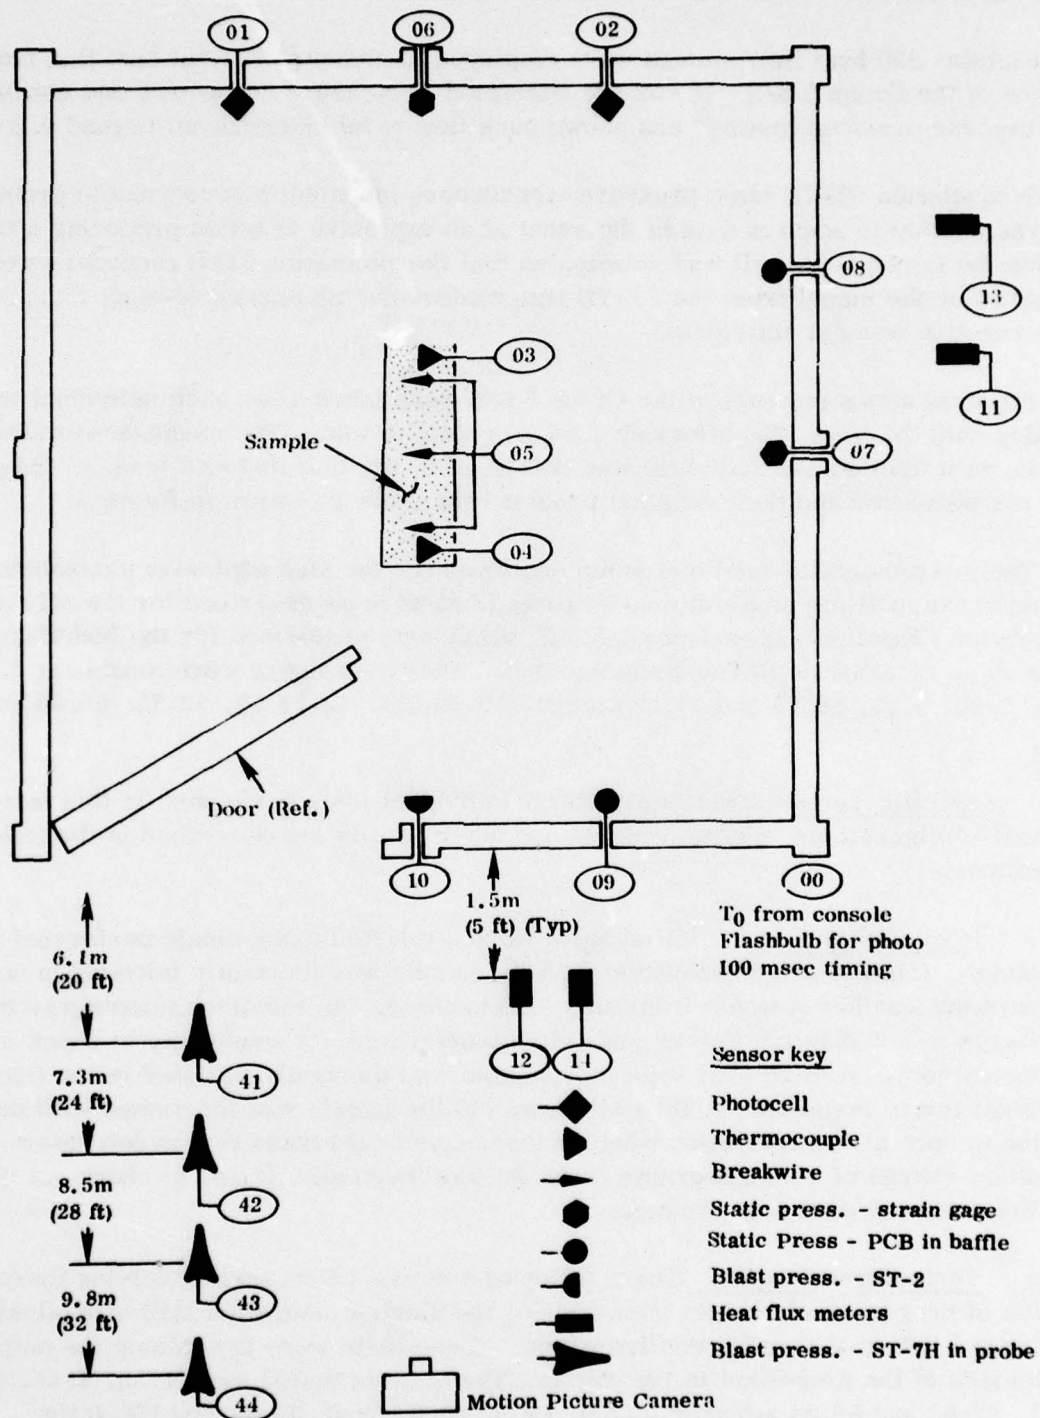 01
06
02
08
13
03
11
Sample
05
07
04
Door (Ref.)
10
09
00
1.5m
(5 ft) (Typ)
T0 from console
Flashbulb for photo
100 msec timing
6.1m
(20 ft)
12
14
Sensor key
41
7.3m
(24 ft)
Photocell
Thermocouple
Breakwire
42
8.5m
(28 ft)
Static press. - strain gage
Static Press - PCB in baffle
Blast press. - ST-2
43
9.8m
(32 ft)
Heat flux meters
Blast press. - ST-7H in probe
44
Motion Picture Camera